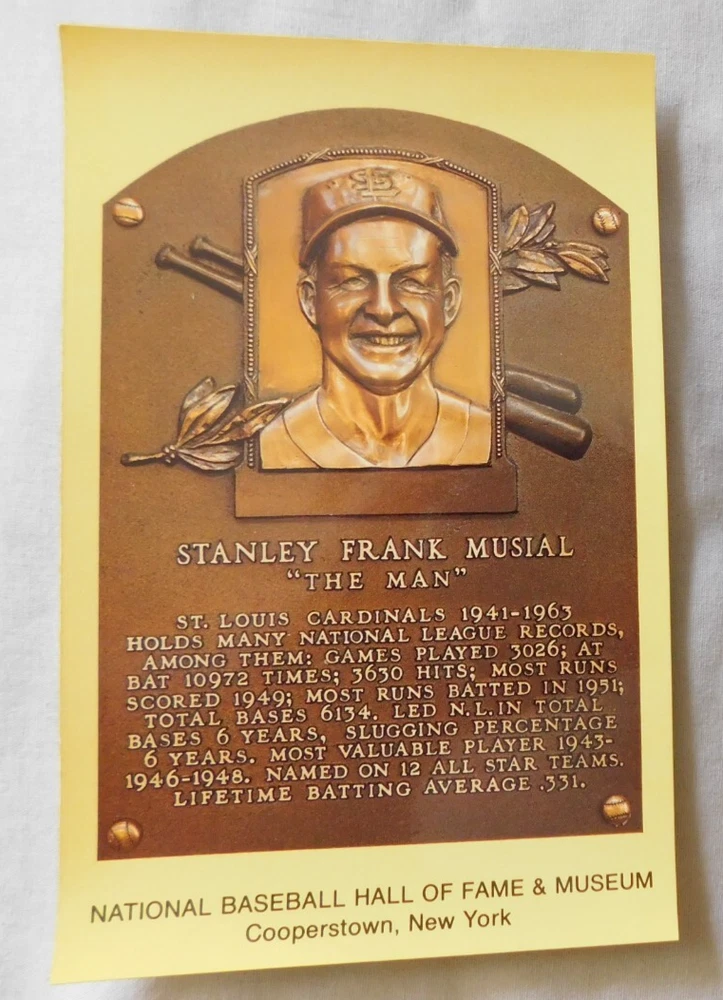 STL
STANLEY FRANK MUSIAL
"THE MAN"
ST. LOUIS CARDINALS 1941-1963
HOLDS MANY NATIONAL LEAGUE RECORDS,
AMONG THEM: GAMES PLAYED 3026; AT
BAT 10972 TIMES; 3630 HITS; MOST RUNS
SCORED 1949; MOST RUNS BATTED IN 1951;
TOTAL BASES 6134. LED N.L. IN TOTAL
BASES 6 YEARS, SLUGGING PERCENTAGE
6 YEARS. MOST VALUABLE PLAYER 1943-
1946-1948. NAMED ON 12 ALL STAR TEAMS.
LIFETIME BATTING AVERAGE .331.
NATIONAL BASEBALL HALL OF FAME & MUSEUM
Cooperstown, New York